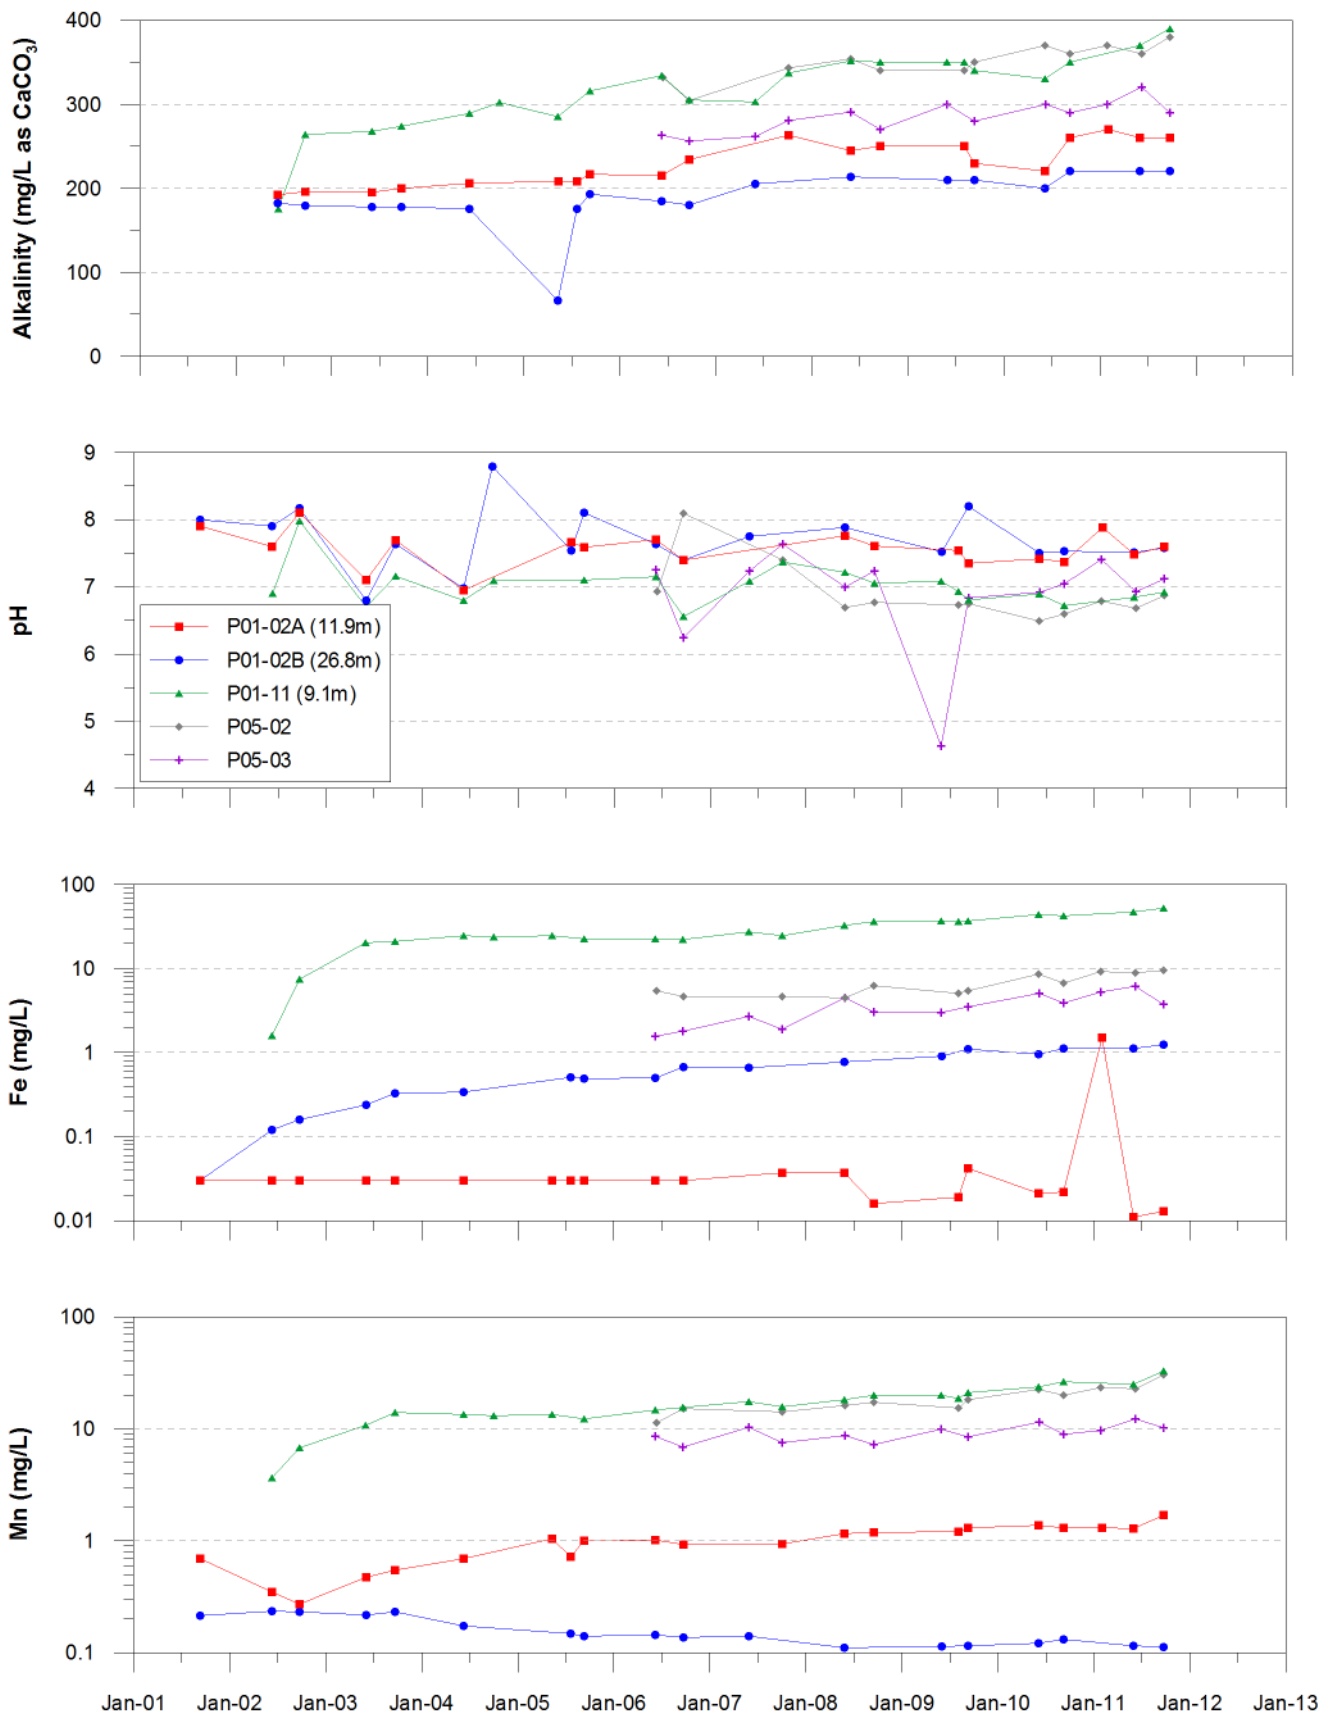 Alkalinity (mg/L as CaCO₃)
400
300
200
100
0
pH
9
8
7
6
5
4
P01-02A (11.9m)
P01-02B (26.8m)
P01-11 (9.1m)
P05-02
P05-03
Fe (mg/L)
100
10
1
0.1
0.01
Mn (mg/L)
100
10
1
0.1
Jan-01 Jan-02 Jan-03 Jan-04 Jan-05 Jan-06 Jan-07 Jan-08 Jan-09 Jan-10 Jan-11 Jan-12 Jan-13